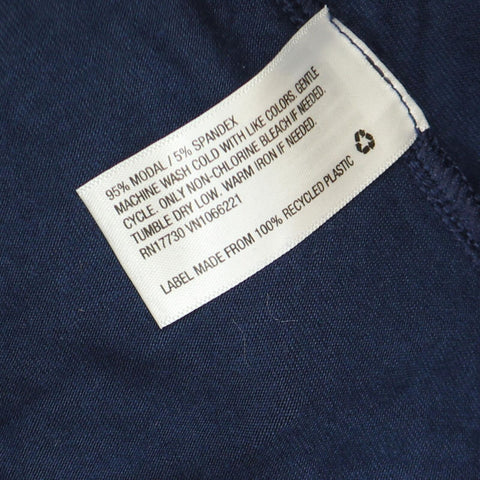 95% MODAL / 5% SPANDEX
MACHINE WASH COLD WITH LIKE COLORS. GENTLE
CYCLE. ONLY NON-CHLORINE BLEACH IF NEEDED.
TUMBLE DRY LOW. WARM IRON IF NEEDED.
RN17730 VN1066221
LABEL MADE FROM 100% RECYCLED PLASTIC